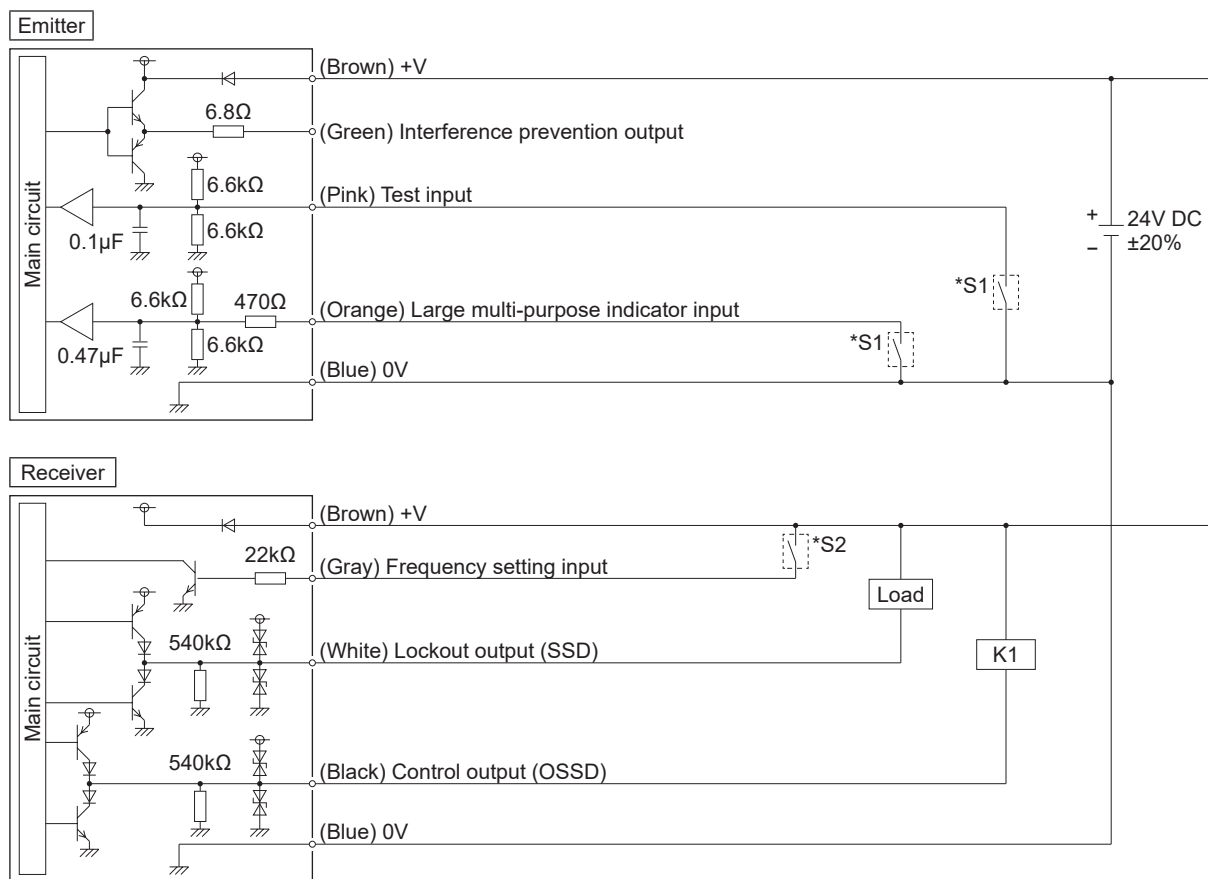 Emitter
Main circuit
(Brown) +V
6.8Ω
(Green) Interference prevention output
6.6kΩ
(Pink) Test input
0.1µF
6.6kΩ
+
−
24V DC
±20%
*S1
6.6kΩ
470Ω
(Orange) Large multi-purpose indicator input
*S1
0.47µF
6.6kΩ
(Blue) 0V
Receiver
Main circuit
(Brown) +V
*S2
22kΩ
(Gray) Frequency setting input
Load
540kΩ
(White) Lockout output (SSD)
K1
540kΩ
(Black) Control output (OSSD)
(Blue) 0V